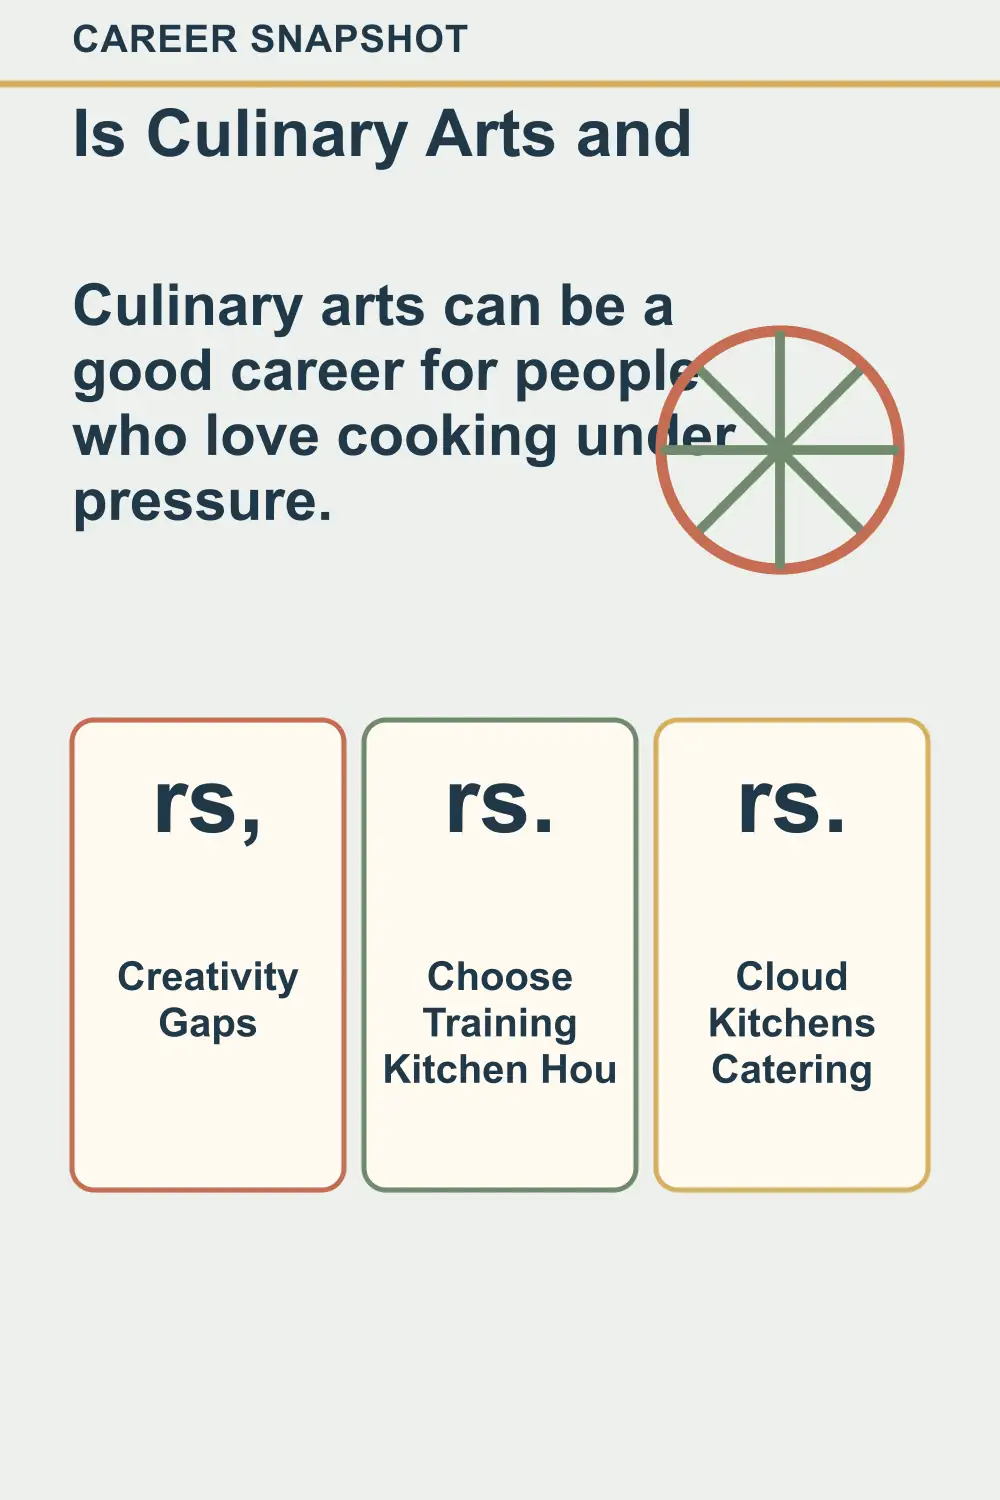 CAREER SNAPSHOT
Is Culinary Arts and
Culinary arts can be a
good career for people
who love cooking under
pressure.
rs,
Creativity
Gaps
rs.
Choose
Training
Kitchen Hou
rs.
Cloud
Kitchens
Catering